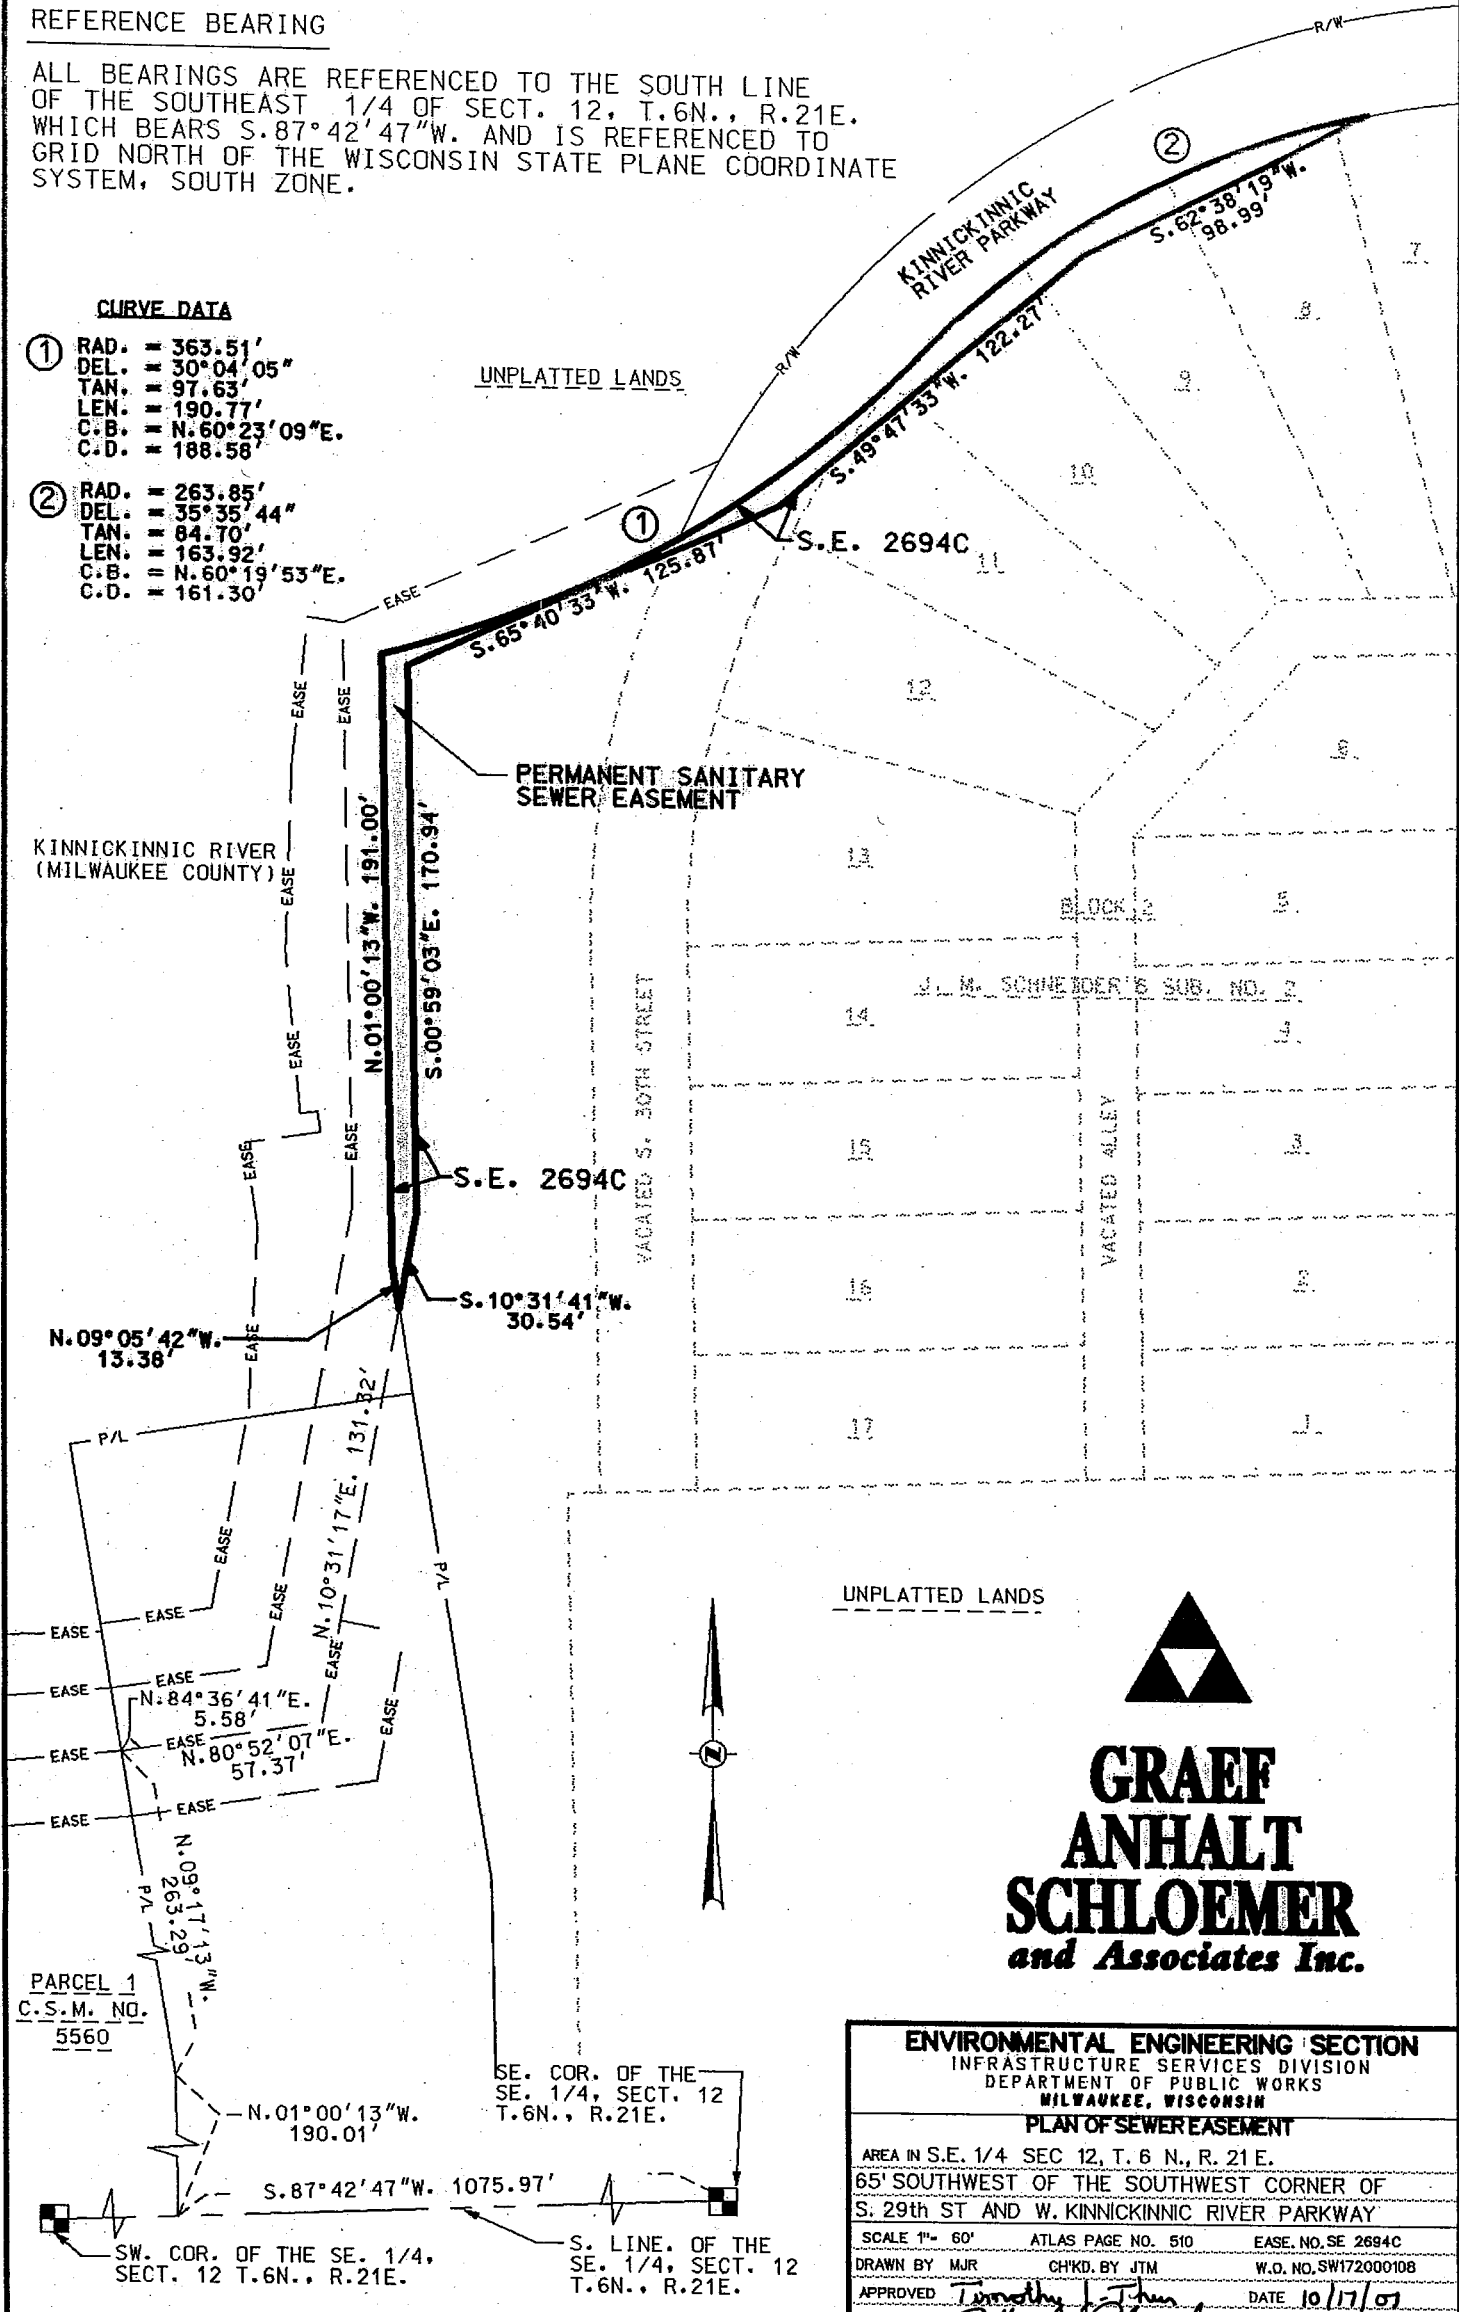 REFERENCE BEARING
ALL BEARINGS ARE REFERENCED TO THE SOUTH LINE
OF THE SOUTHEAST 1/4 OF SECT. 12, T.6N., R.21E.
WHICH BEARS S.87°42'47"W. AND IS REFERENCED TO
GRID NORTH OF THE WISCONSIN STATE PLANE COORDINATE
SYSTEM, SOUTH ZONE.
R/W
2
KINNICKINNIC
RIVER PARKWAY
S.62°38'19"W.
98.99'
7.
8.
9.
10
11
12
CURVE DATA
1
RAD. = 363.51'
DEL. = 30°04'05"
TAN. = 97.63'
LEN. = 190.77'
C.B. = N.60°23'09"E.
C.D. = 188.58'
2
RAD. = 263.85'
DEL. = 35°35'44"
TAN. = 84.70'
LEN. = 163.92'
C.B. = N.60°19'53"E.
C.D. = 161.30'
UNPLATTED LANDS
R/W
S.49°47'33"W. 122.27'
1
S.E. 2694C
S.65°40'33"W. 125.87'
EASE
EASE
EASE
PERMANENT SANITARY
SEWER EASEMENT
KINNICKINNIC RIVER
(MILWAUKEE COUNTY)
EASE
EASE
EASE
EASE
N.01°00'13"W. 191.00'
S.00°59'03"E. 170.94'
6.
13
BLOCK 2
5.
J. M. SCHNEIDER'S SUB. NO. 2
14
4.
VACATED S. 30TH STREET
VACATED ALLEY
15
3.
S.E. 2694C
16
2.
S.10°31'41"W.
30.54'
N.09°05'42"W.
13.38'
EASE
17
1.
P/L
N.10°31'17"E. 131.32'
P/L
EASE
EASE
EASE
EASE
EASE
EASE
EASE
EASE
N.84°36'41"E.
5.58'
EASE
EASE
N.80°52'07"E.
57.37'
EASE
EASE
EASE
N.09°17'13"W.
263.29'
P/L
PARCEL 1
C.S.M. NO.
5560
UNPLATTED LANDS
N
GRAEF
ANHALT
SCHLOEMER
and Associates Inc.
SE. COR. OF THE
SE. 1/4, SECT. 12
T.6N., R.21E.
N.01°00'13"W.
190.01'
S.87°42'47"W. 1075.97'
SW. COR. OF THE SE. 1/4,
SECT. 12 T.6N., R.21E.
S. LINE. OF THE
SE. 1/4, SECT. 12
T.6N., R.21E.
ENVIRONMENTAL ENGINEERING SECTION
INFRASTRUCTURE SERVICES DIVISION
DEPARTMENT OF PUBLIC WORKS
MILWAUKEE, WISCONSIN
PLAN OF SEWER EASEMENT
AREA IN S.E. 1/4 SEC 12, T. 6 N., R. 21 E.
65' SOUTHWEST OF THE SOUTHWEST CORNER OF
S. 29th ST AND W. KINNICKINNIC RIVER PARKWAY
SCALE 1"= 60' ATLAS PAGE NO. 510 EASE. NO. SE 2694C
DRAWN BY MJR CH'KD. BY JTM W.O. NO. SW172000108
APPROVED Timothy J. Thur DATE 10/17/07